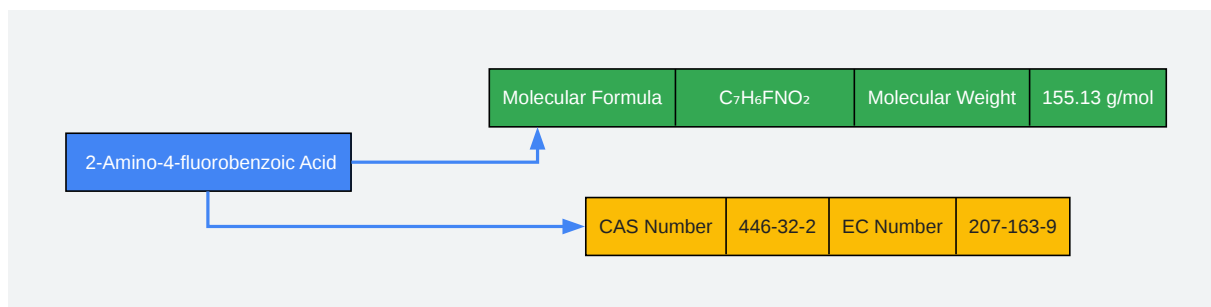 Molecular Formula C₇H₆FNO₂ Molecular Weight 155.13 g/mol
2-Amino-4-fluorobenzoic Acid
CAS Number 446-32-2 EC Number 207-163-9